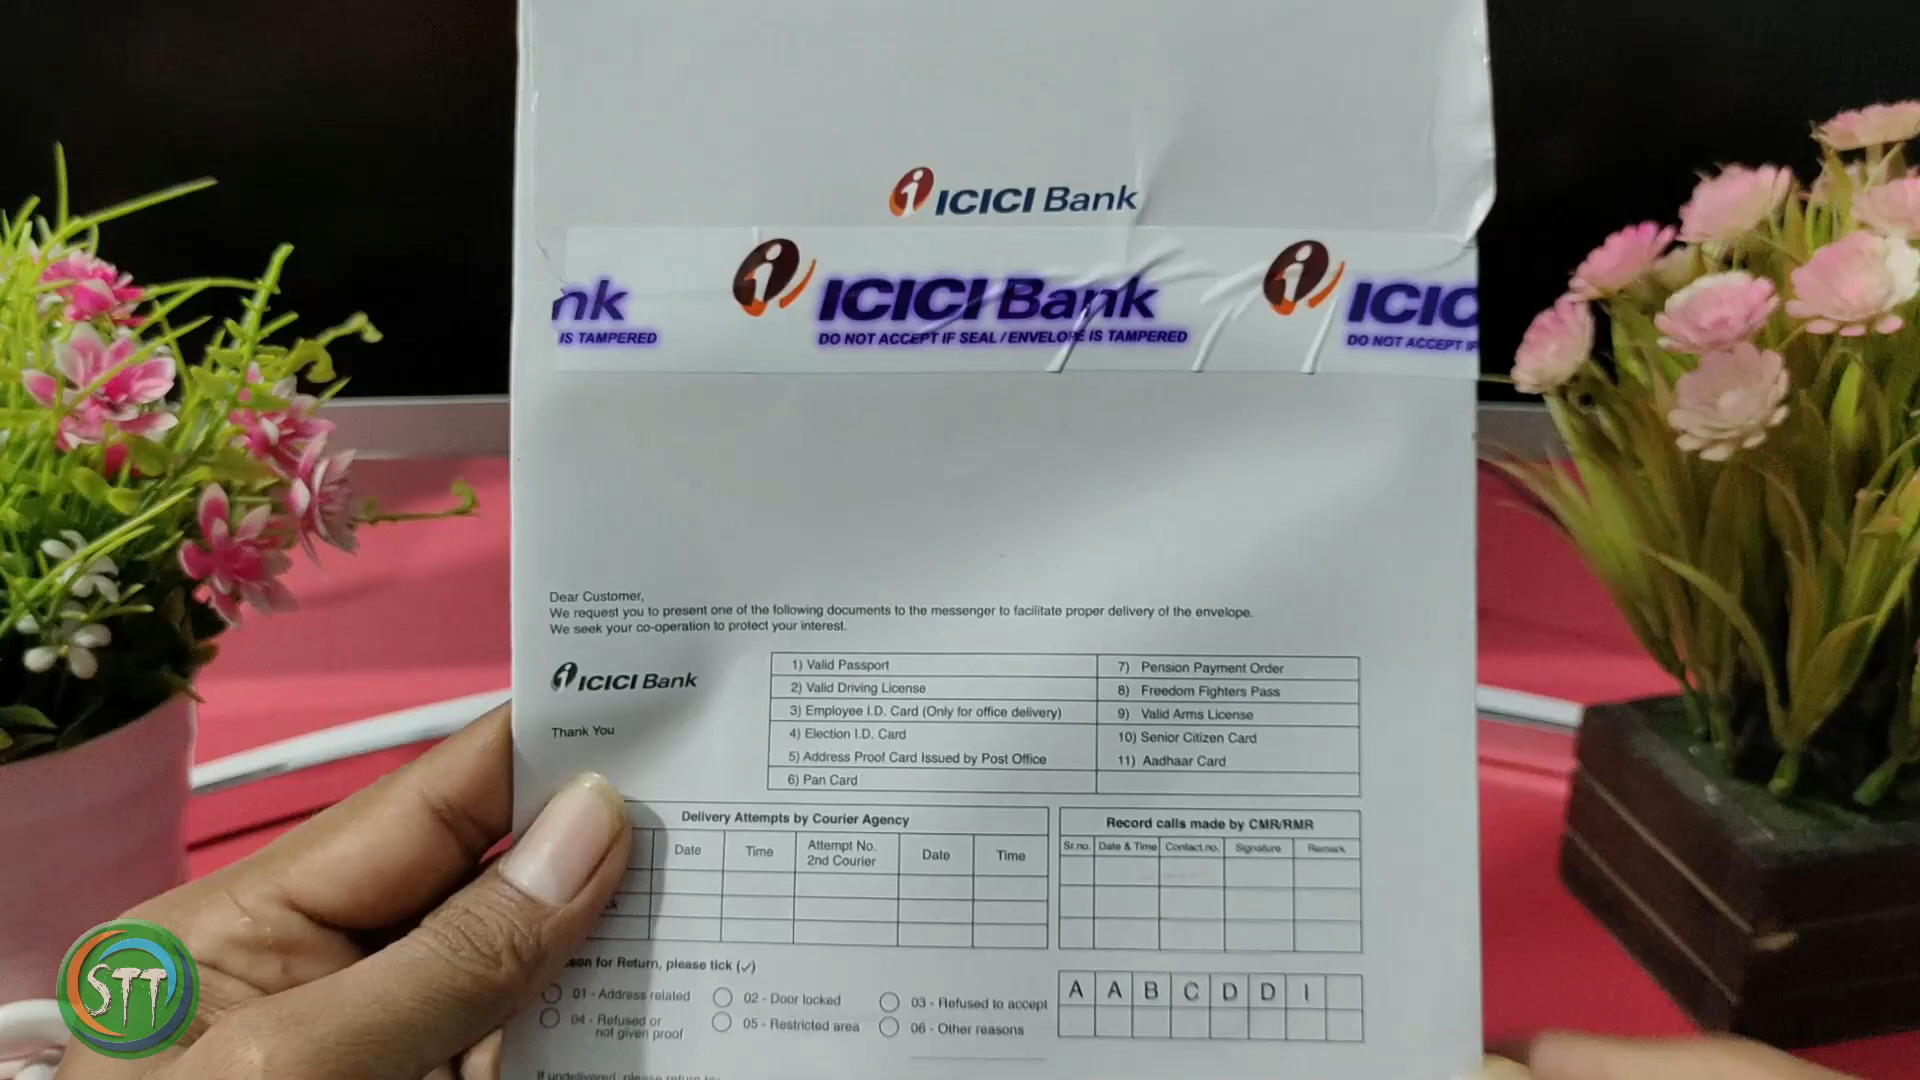 ICICI Bank
nk ICICI Bank ICIC
IS TAMPERED DO NOT ACCEPT IF SEAL / ENVELOPE IS TAMPERED DO NOT ACCEPT IF
Dear Customer,
We request you to present one of the following documents to the messenger to facilitate proper delivery of the envelope.
We seek your co-operation to protect your interest.
ICICI Bank
Thank You
1) Valid Passport
2) Valid Driving License
3) Employee I.D. Card (Only for office delivery)
4) Election I.D. Card
5) Address Proof Card Issued by Post Office
6) Pan Card
7) Pension Payment Order
8) Freedom Fighters Pass
9) Valid Arms License
10) Senior Citizen Card
11) Aadhaar Card
Delivery Attempts by Courier Agency
Date Time Attempt No. 2nd Courier Date Time
Record calls made by CMR/RMR
Sr.no. Date & Time Contact.no. Signature Remark
son for Return, please tick (✓)
01 - Address related 02 - Door locked 03 - Refused to accept
04 - Refused or not given proof 05 - Restricted area 06 - Other reasons
A A B C D D I
If undelivered, please return to:
STT